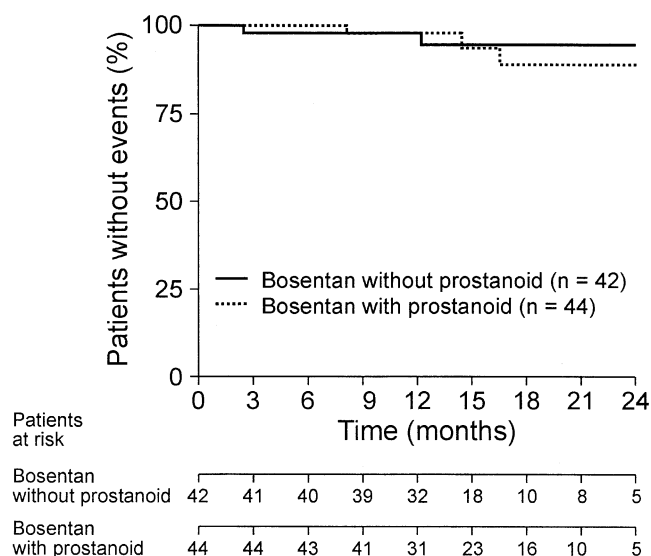 Patients without events (%)
100
75
50
25
0
Bosentan without prostanoid (n = 42)
Bosentan with prostanoid (n = 44)
0 3 6 9 12 15 18 21 24
Time (months)
Patients
at risk
Bosentan
without prostanoid 42 41 40 39 32 18 10 8 5
Bosentan
with prostanoid 44 44 43 41 31 23 16 10 5